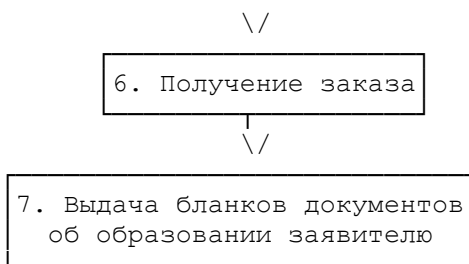 \/
6. Получение заказа
\/
7. Выдача бланков документов
об образовании заявителю